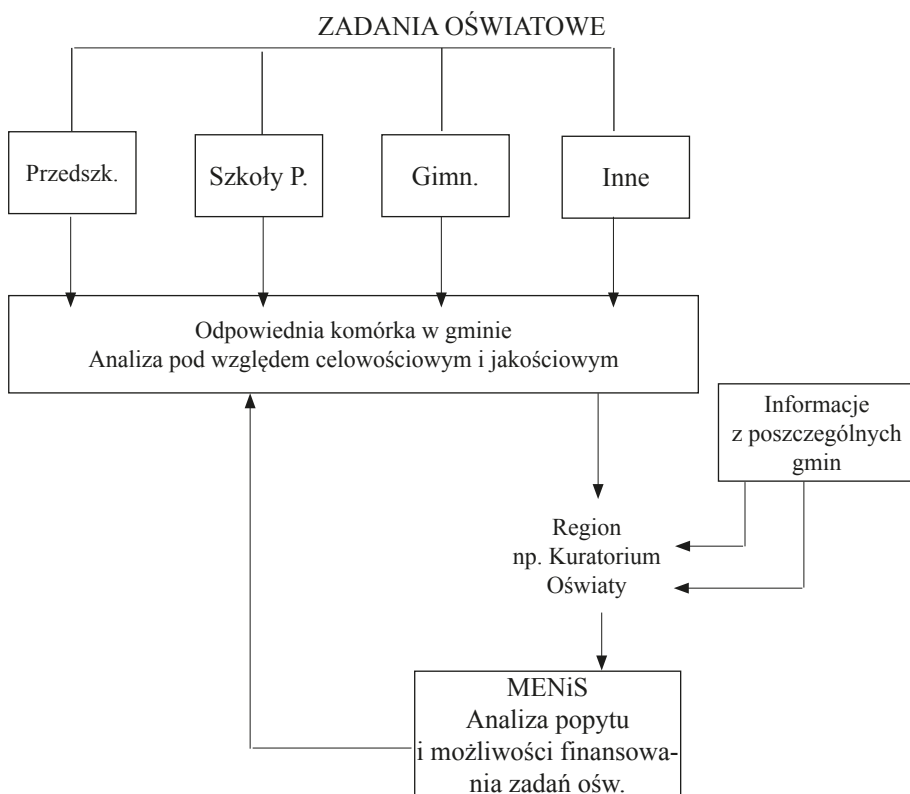 ZADANIA OŚWIATOWE
Przedszk.
Szkoły P.
Gimn.
Inne
Odpowiednia komórka w gminie
Analiza pod względem celowościowym i jakościowym
Informacje
z poszczególnych
gmin
Region
np. Kuratorium
Oświaty
MENiS
Analiza popytu
i możliwości finansowa-
nia zadań ośw.